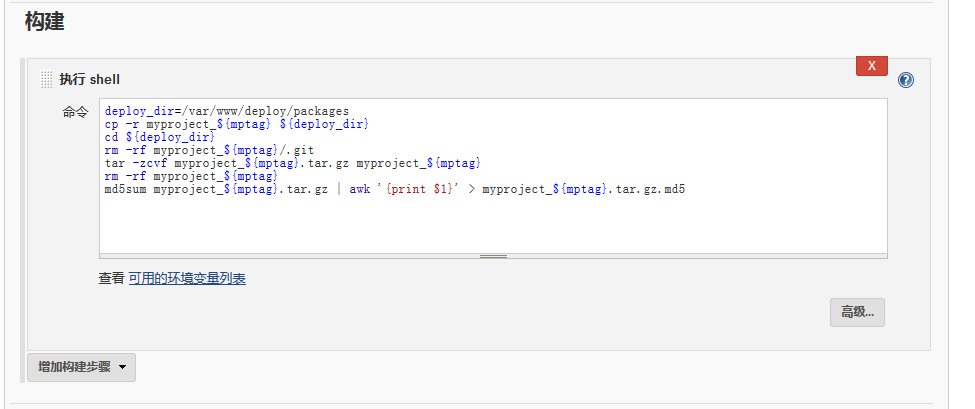 构建
X
执行 shell
命令
deploy_dir=/var/www/deploy/packages
cp -r myproject_${mptag} ${deploy_dir}
cd ${deploy_dir}
rm -rf myproject_${mptag}/.git
tar -zcvf myproject_${mptag}.tar.gz myproject_${mptag}
rm -rf myproject_${mptag}
md5sum myproject_${mptag}.tar.gz | awk '{print $1}' > myproject_${mptag}.tar.gz.md5
查看 可用的环境变量列表
高级...
增加构建步骤